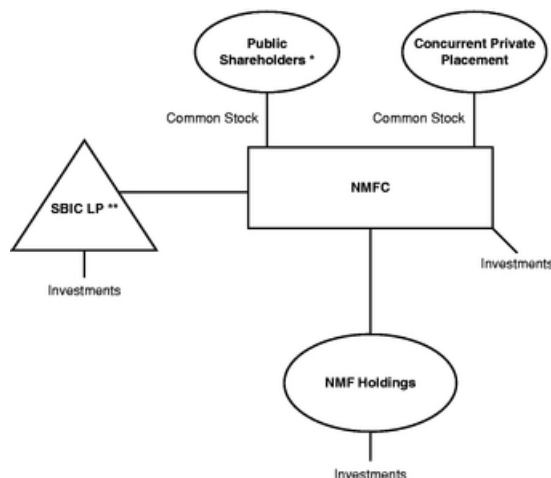 Public
Shareholders *
Concurrent Private
Placement
Common Stock
Common Stock
NMFC
SBIC LP **
Investments
Investments
NMF Holdings
Investments